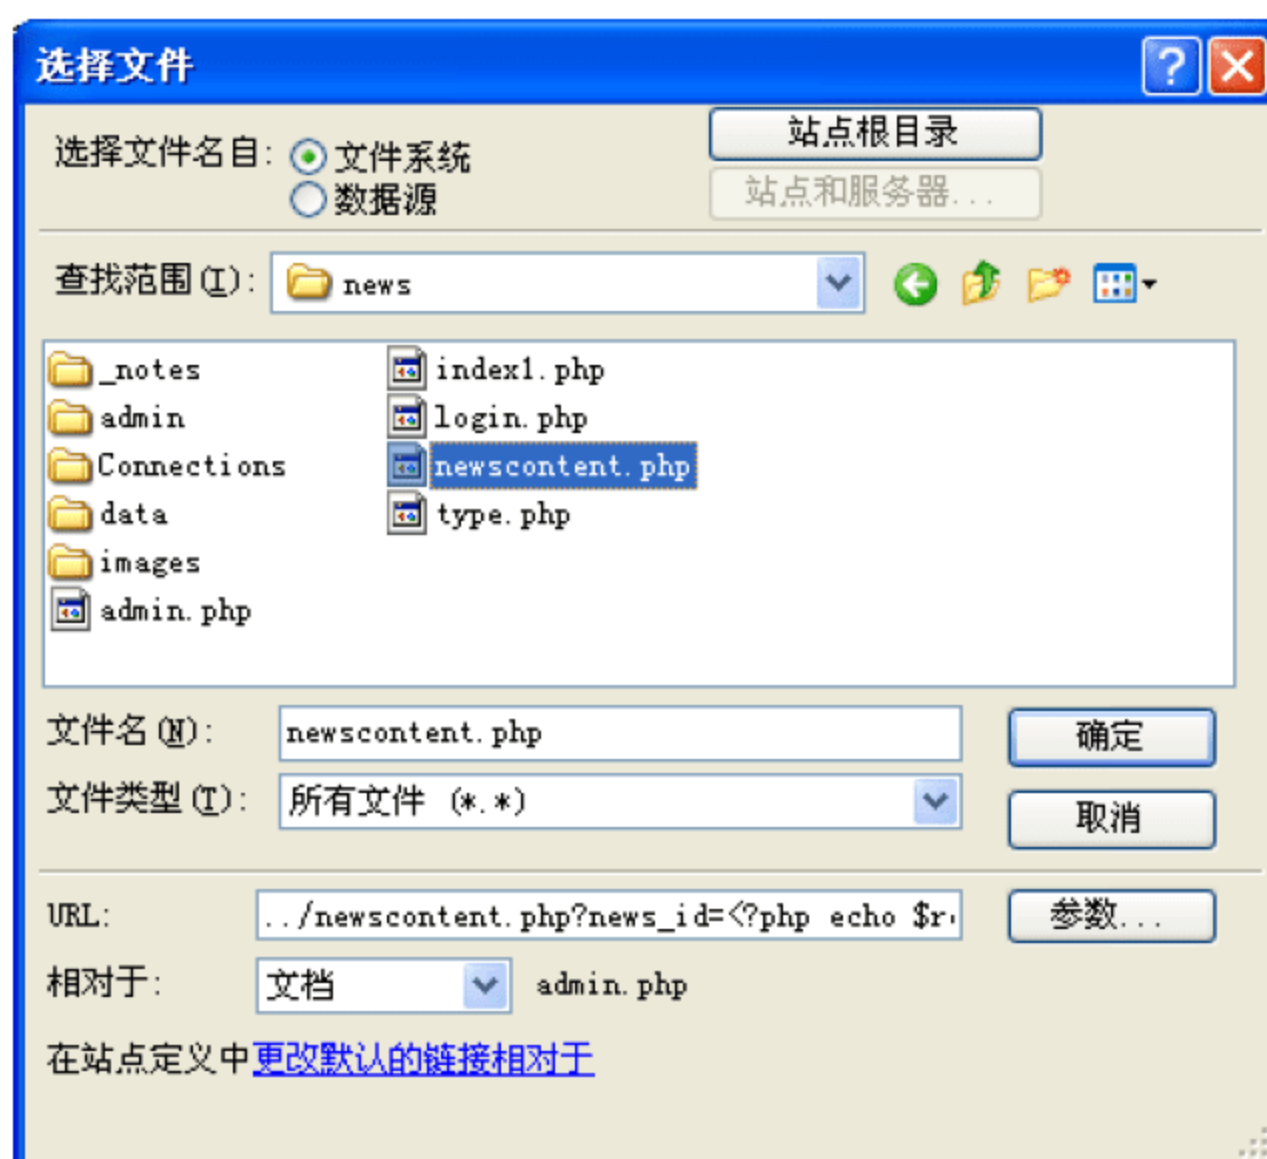 选择文件
选择文件名自: 文件系统 站点根目录
数据源 站点和服务器...
查找范围(I): news
_notes index1.php
admin login.php
Connections newscontent.php
data type.php
images
admin.php
文件名(N): newscontent.php 确定
文件类型(T): 所有文件 (*.*) 取消
URL: ../newscontent.php?news_id=<?php echo 参数...
相对于: 文档 admin.php
在站点定义中更改默认的链接相对于